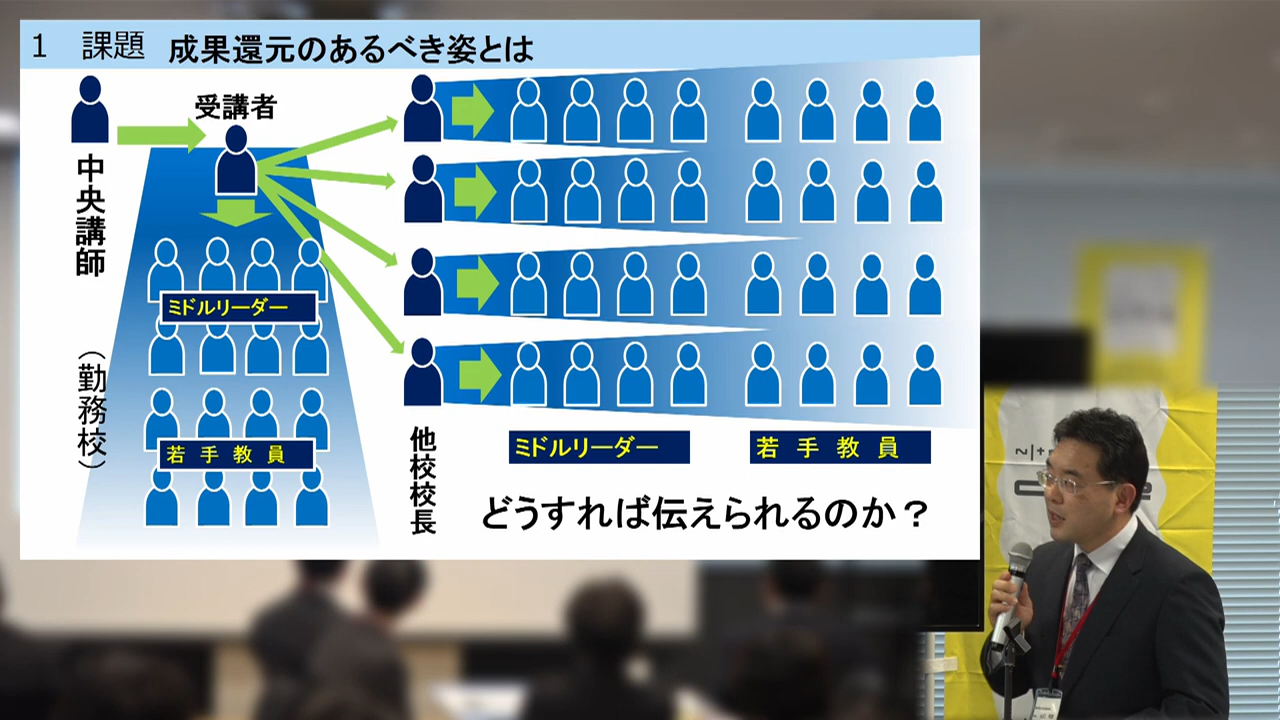 1 課題 成果還元のあるべき姿とは
受講者
中央講師
(勤務校)
ミドルリーダー
若手教員
他校校長
ミドルリーダー
若手教員
どうすれば伝えられるのか?